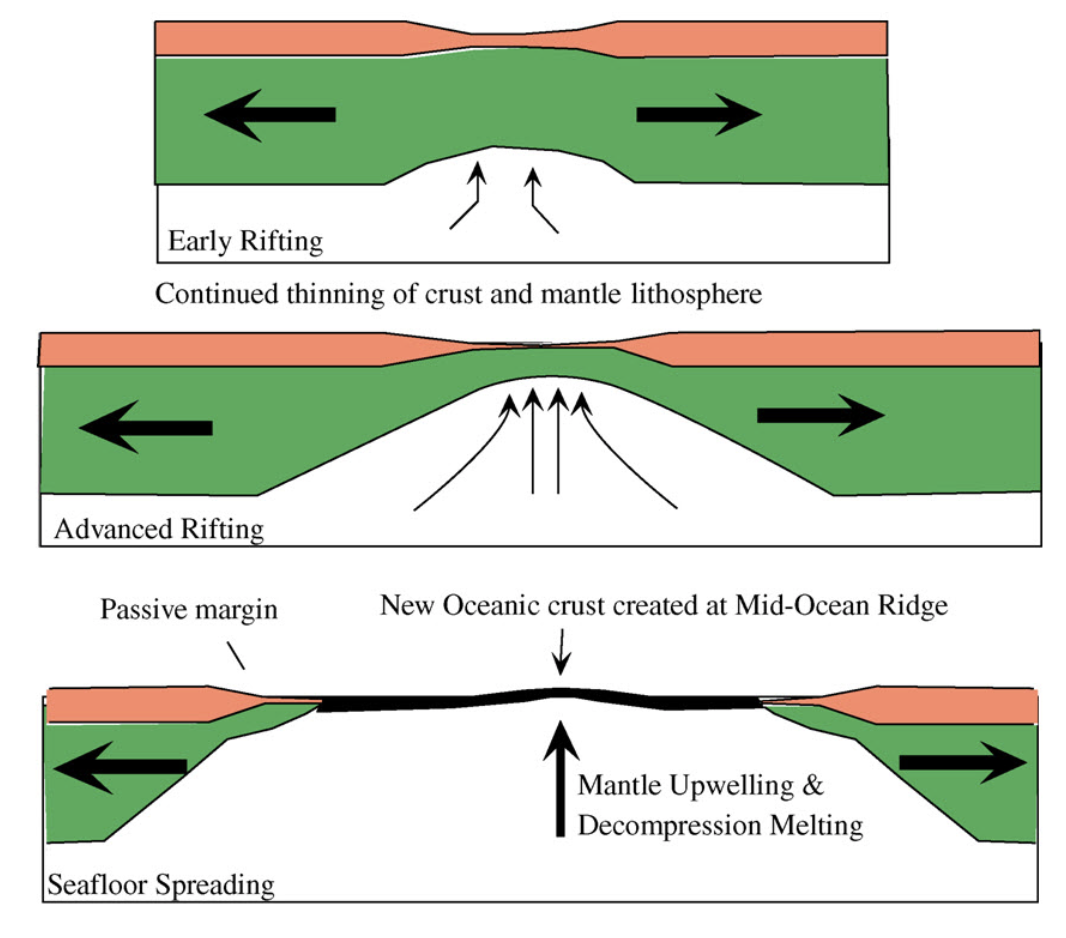 Early Rifting
Continued thinning of crust and mantle lithosphere
Advanced Rifting
Passive margin
New Oceanic crust created at Mid-Ocean Ridge
Mantle Upwelling &
Decompression Melting
Seafloor Spreading